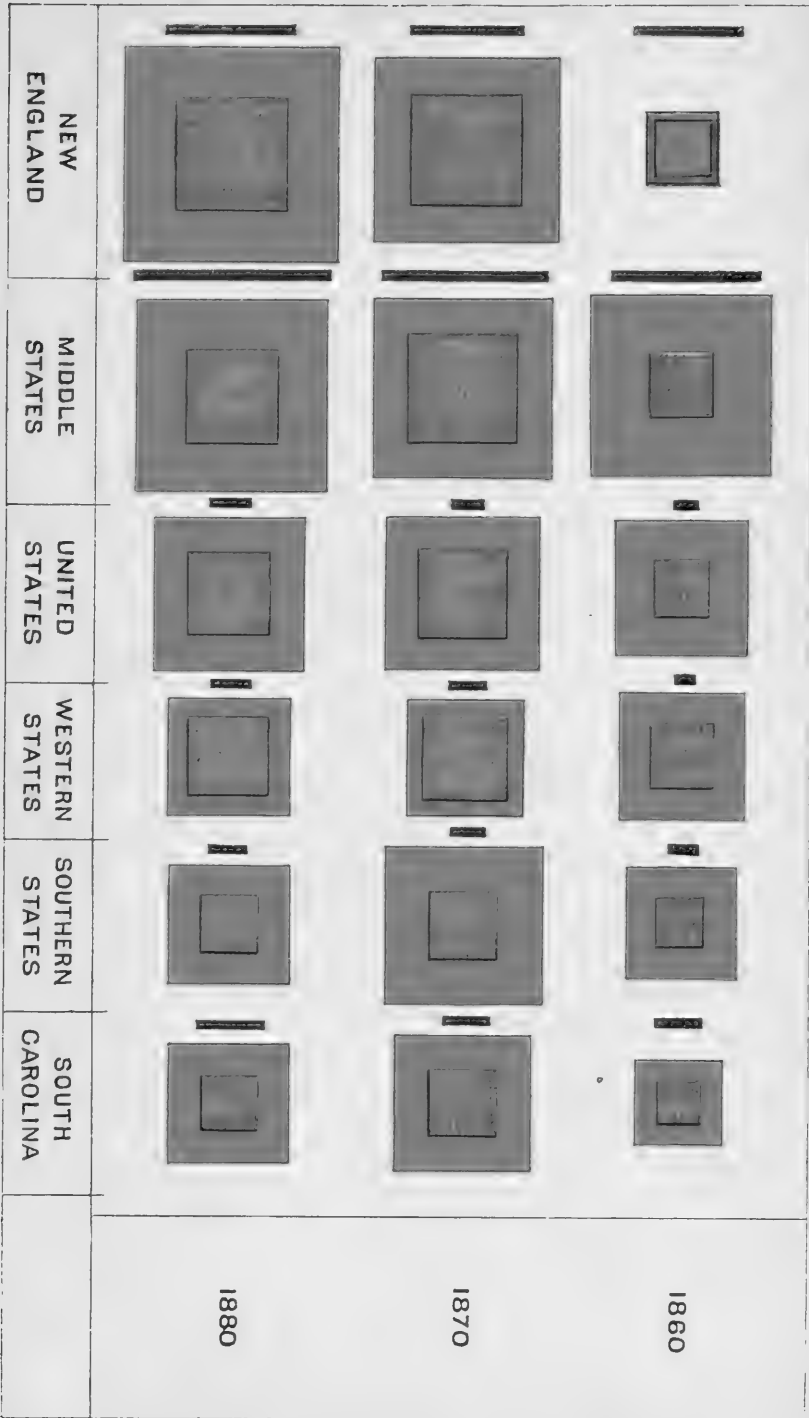 1860
1870
1880
SOUTH
CAROLINA
SOUTHERN
STATES
WESTERN
STATES
UNITED
STATES
MIDDLE
STATES
NEW
ENGLAND